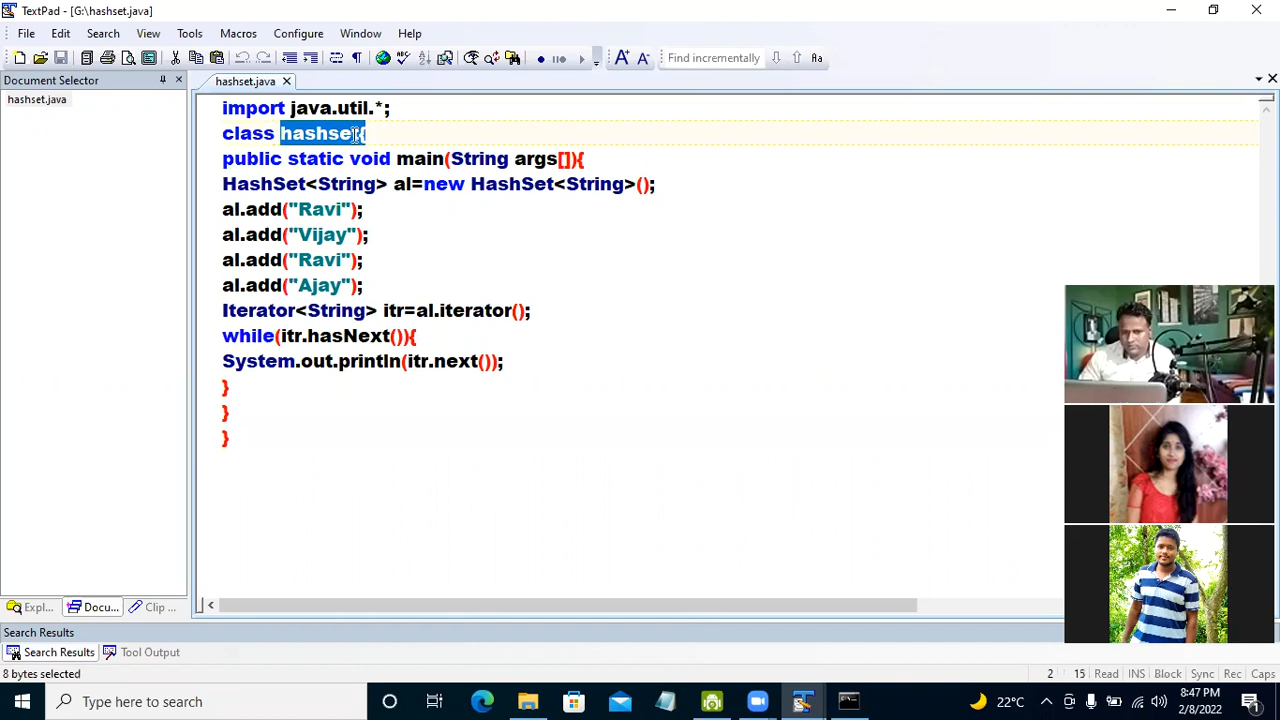 TextPad - [G:\hashset.java]
File Edit Search View Tools Macros Configure Window Help
Find incrementally
Document Selector
hashset.java
hashset.java
import java.util.*;
class hashset{
public static void main(String args[]){
HashSet<String> al=new HashSet<String>();
al.add("Ravi");
al.add("Vijay");
al.add("Ravi");
al.add("Ajay");
Iterator<String> itr=al.iterator();
while(itr.hasNext()){
System.out.println(itr.next());
}
}
}
Expl... Docu... Clip ...
Search Results
Search Results Tool Output
8 bytes selected 2 15 Read INS Block Sync Rec Caps
Type here to search 22°C 8:47 PM
2/8/2022